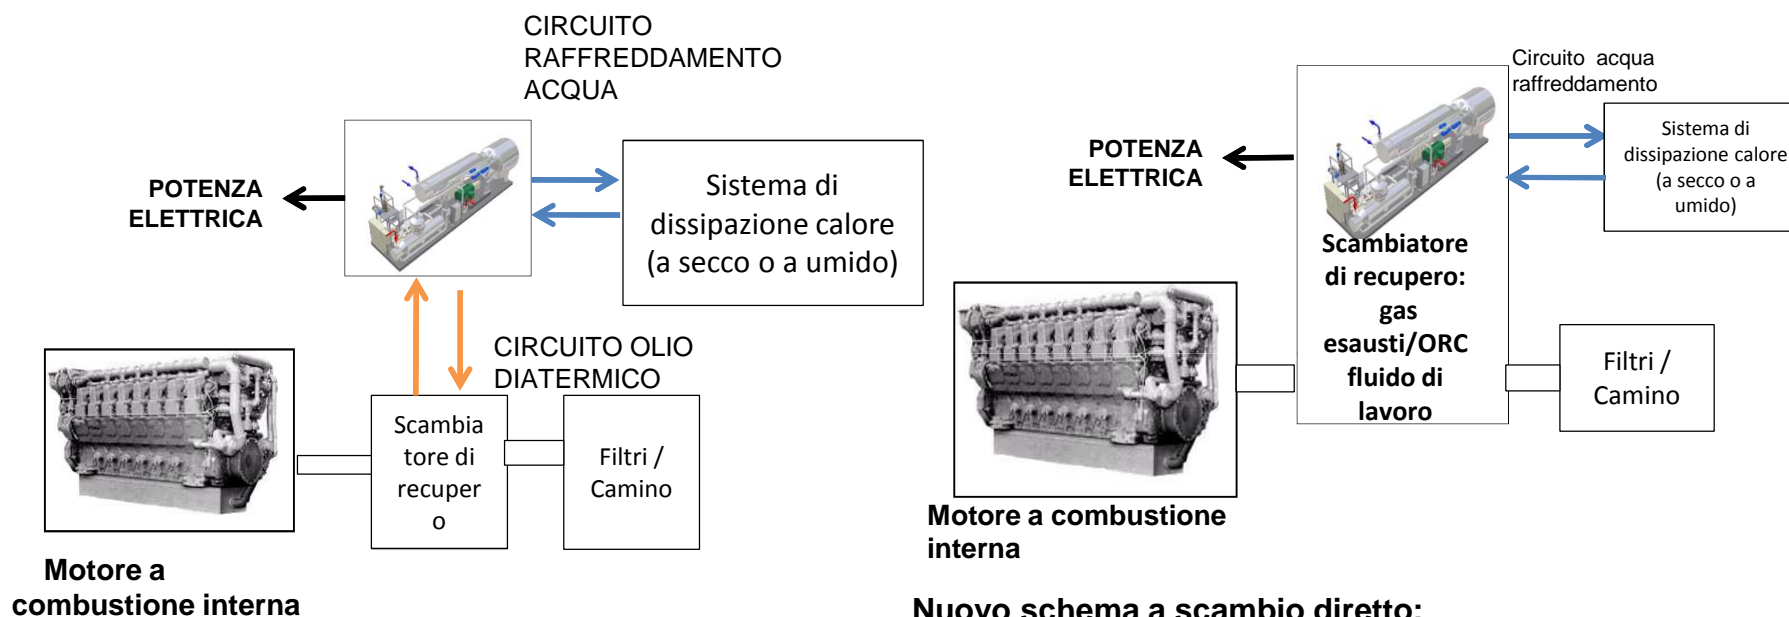 CIRCUITO
RAFFREDDAMENTO
ACQUA
POTENZA
ELETTRICA
Sistema di
dissipazione calore
(a secco o a umido)
CIRCUITO OLIO
DIATERMICO
Scambia
tore di
recuper
o
Filtri /
Camino
Motore a
combustione interna
Circuito acqua
raffreddamento
POTENZA
ELETTRICA
Sistema di
dissipazione calore
(a secco o a
umido)
Scambiatore
di recupero:
gas
esausti/ORC
fluido di
lavoro
Filtri /
Camino
Motore a combustione
interna
Nuovo schema a scambio diretto: